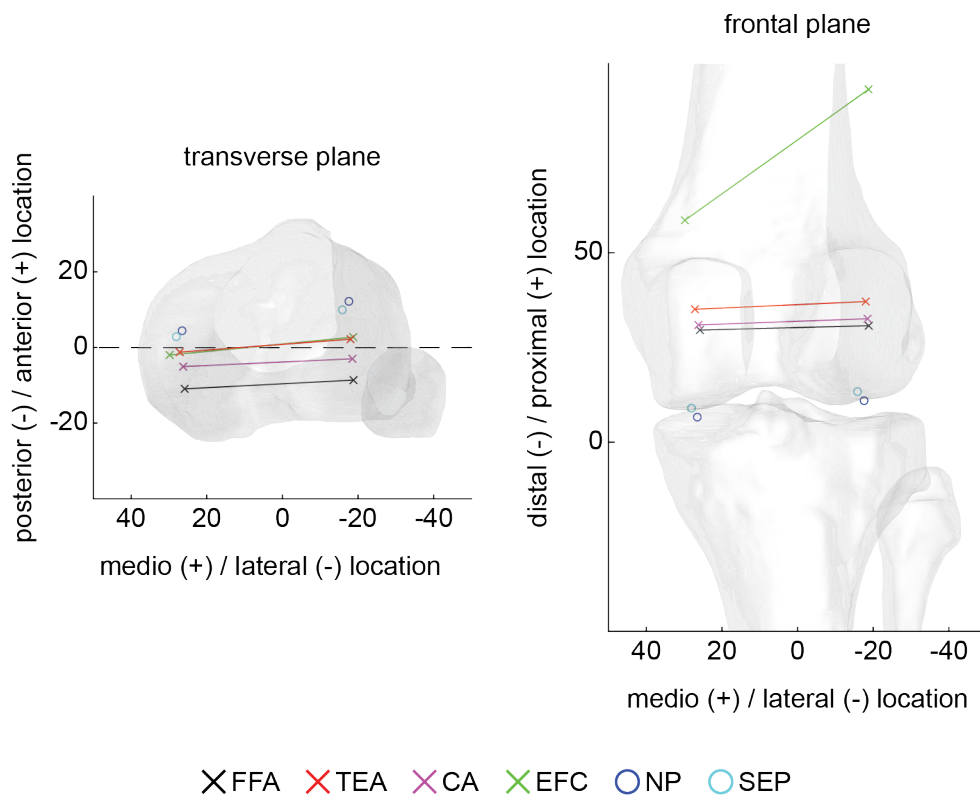 frontal plane
transverse plane
posterior (-) / anterior (+) location
20
0
-20
40 20 0 -20 -40
medio (+) / lateral (-) location
distal (-) / proximal (+) location
50
0
40 20 0 -20 -40
medio (+) / lateral (-) location
FFA TEA CA EFC NP SEP